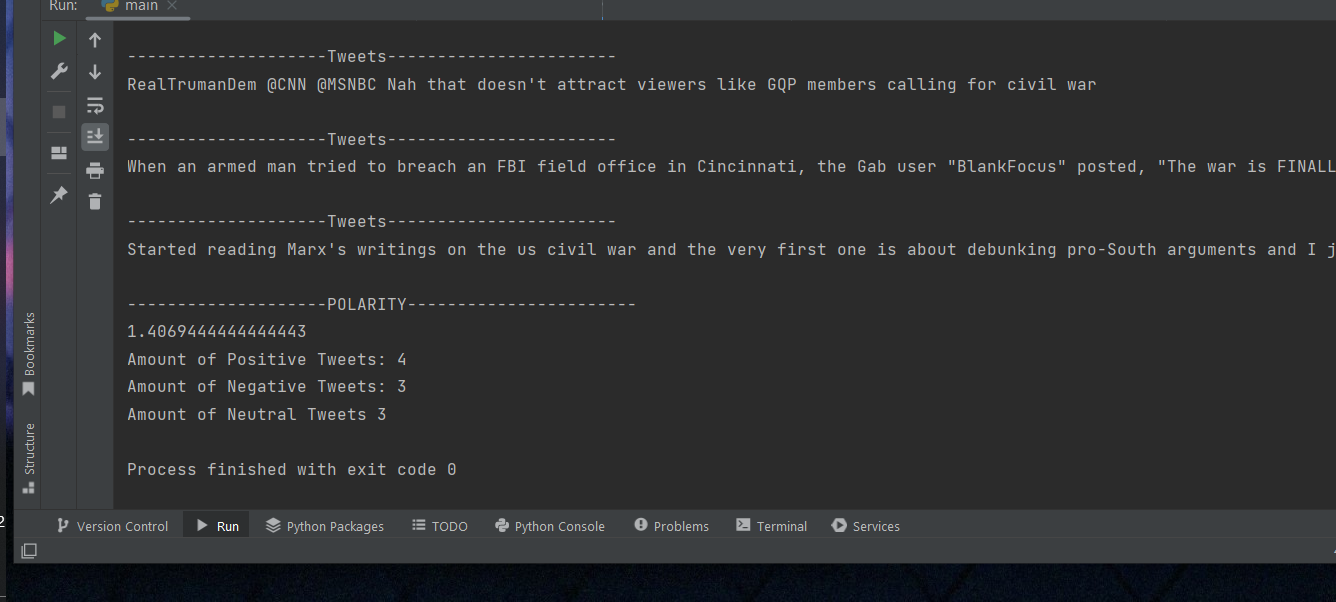 Run: main
--------------------Tweets-----------------------
RealTrumanDem @CNN @MSNBC Nah that doesn't attract viewers like GQP members calling for civil war
--------------------Tweets-----------------------
When an armed man tried to breach an FBI field office in Cincinnati, the Gab user "BlankFocus" posted, "The war is FINALL
--------------------Tweets-----------------------
Started reading Marx's writings on the us civil war and the very first one is about debunking pro-South arguments and I j
--------------------POLARITY-----------------------
1.4069444444444443
Amount of Positive Tweets: 4
Amount of Negative Tweets: 3
Amount of Neutral Tweets 3
Process finished with exit code 0
Bookmarks
Structure
2
Version Control Run Python Packages TODO Python Console Problems Terminal Services